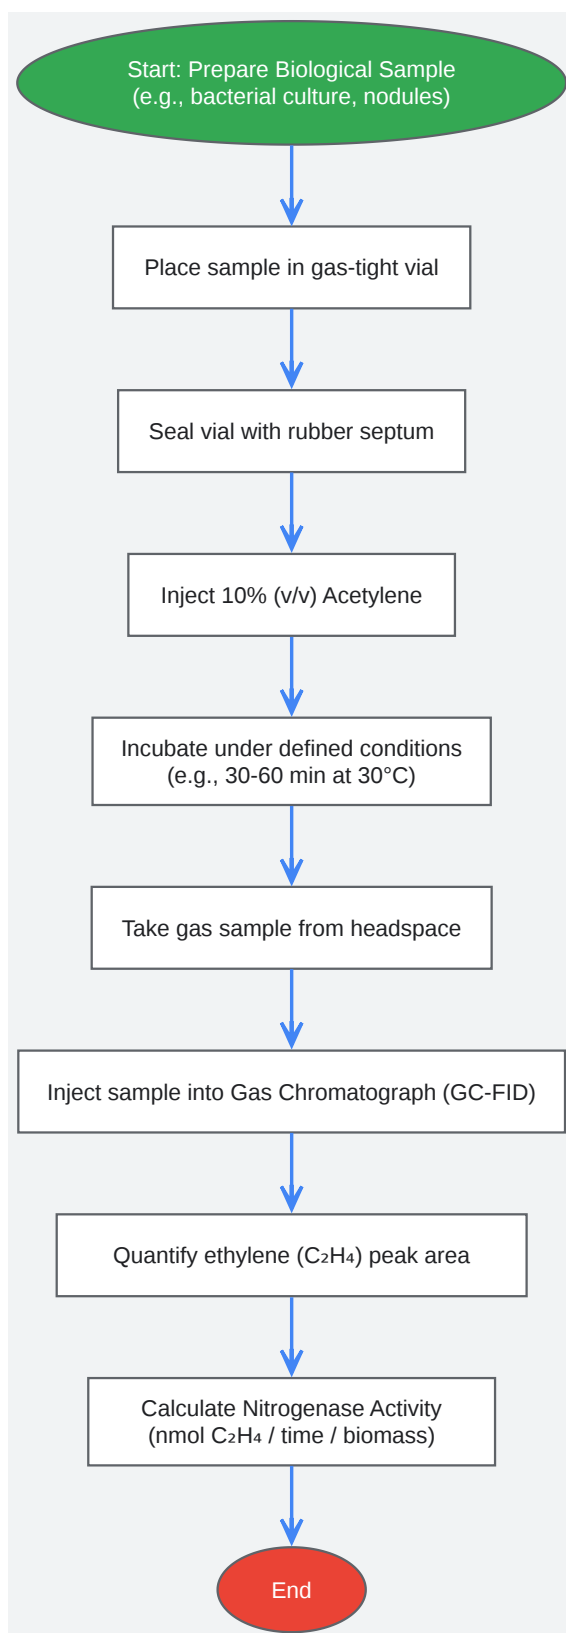 Start: Prepare Biological Sample
(e.g., bacterial culture, nodules)
Place sample in gas-tight vial
Seal vial with rubber septum
Inject 10% (v/v) Acetylene
Incubate under defined conditions
(e.g., 30-60 min at 30°C)
Take gas sample from headspace
Inject sample into Gas Chromatograph (GC-FID)
Quantify ethylene (C₂H₄) peak area
Calculate Nitrogenase Activity
(nmol C₂H₄ / time / biomass)
End